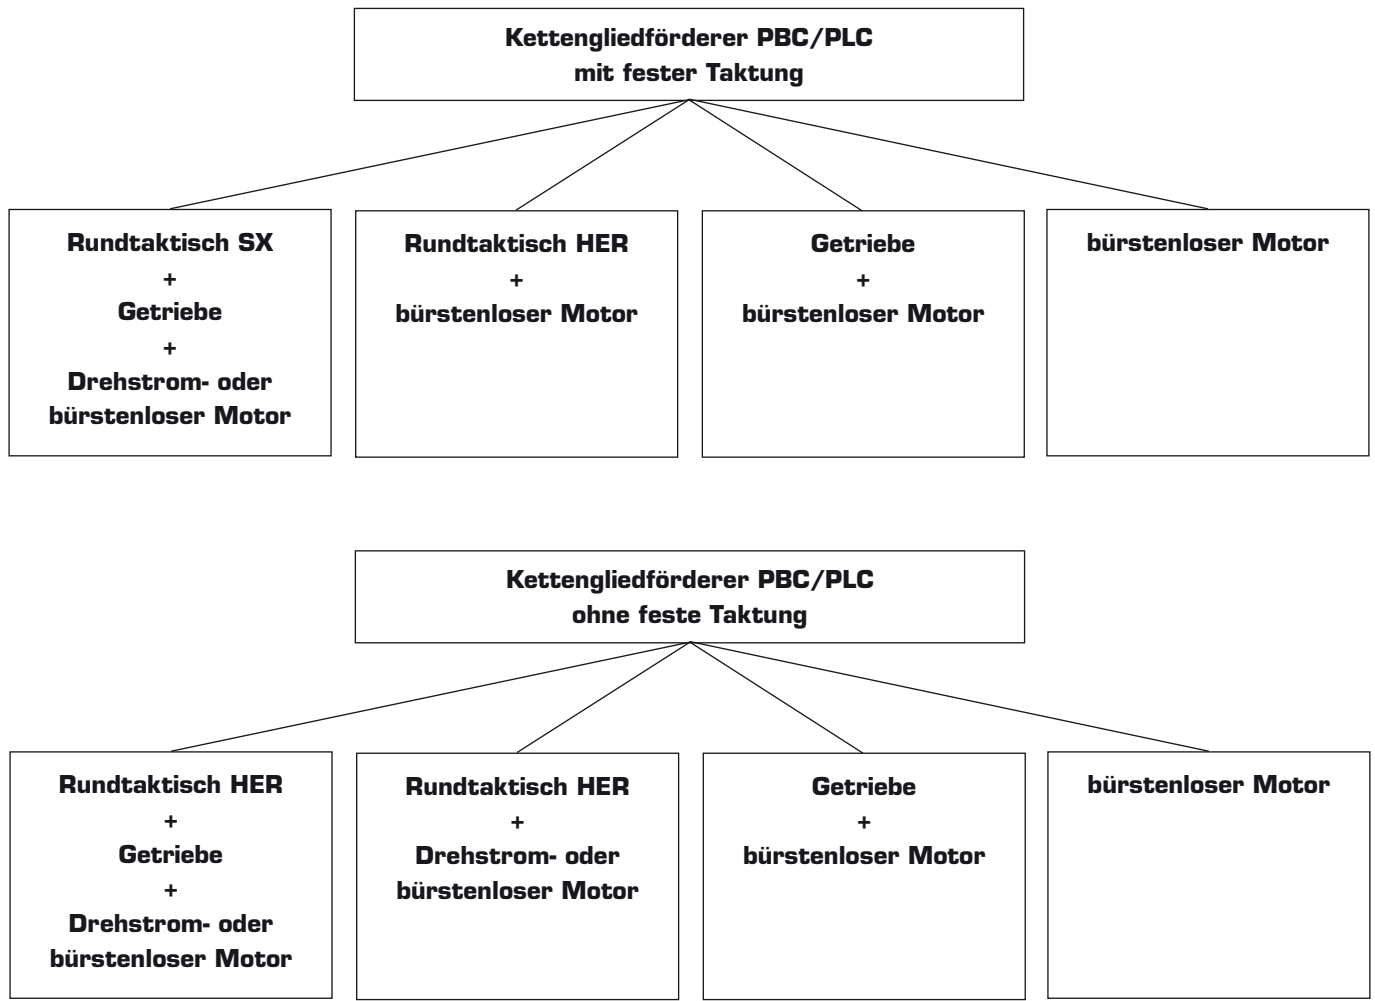 Kettengliedförderer PBC/PLC
mit fester Taktung
Rundtaktisch SX
+
Getriebe
+
Drehstrom- oder
bürstenloser Motor
Rundtaktisch HER
+
bürstenloser Motor
Getriebe
+
bürstenloser Motor
bürstenloser Motor
Kettengliedförderer PBC/PLC
ohne feste Taktung
Rundtaktisch HER
+
Getriebe
+
Drehstrom- oder
bürstenloser Motor
Rundtaktisch HER
+
Drehstrom- oder
bürstenloser Motor
Getriebe
+
bürstenloser Motor
bürstenloser Motor